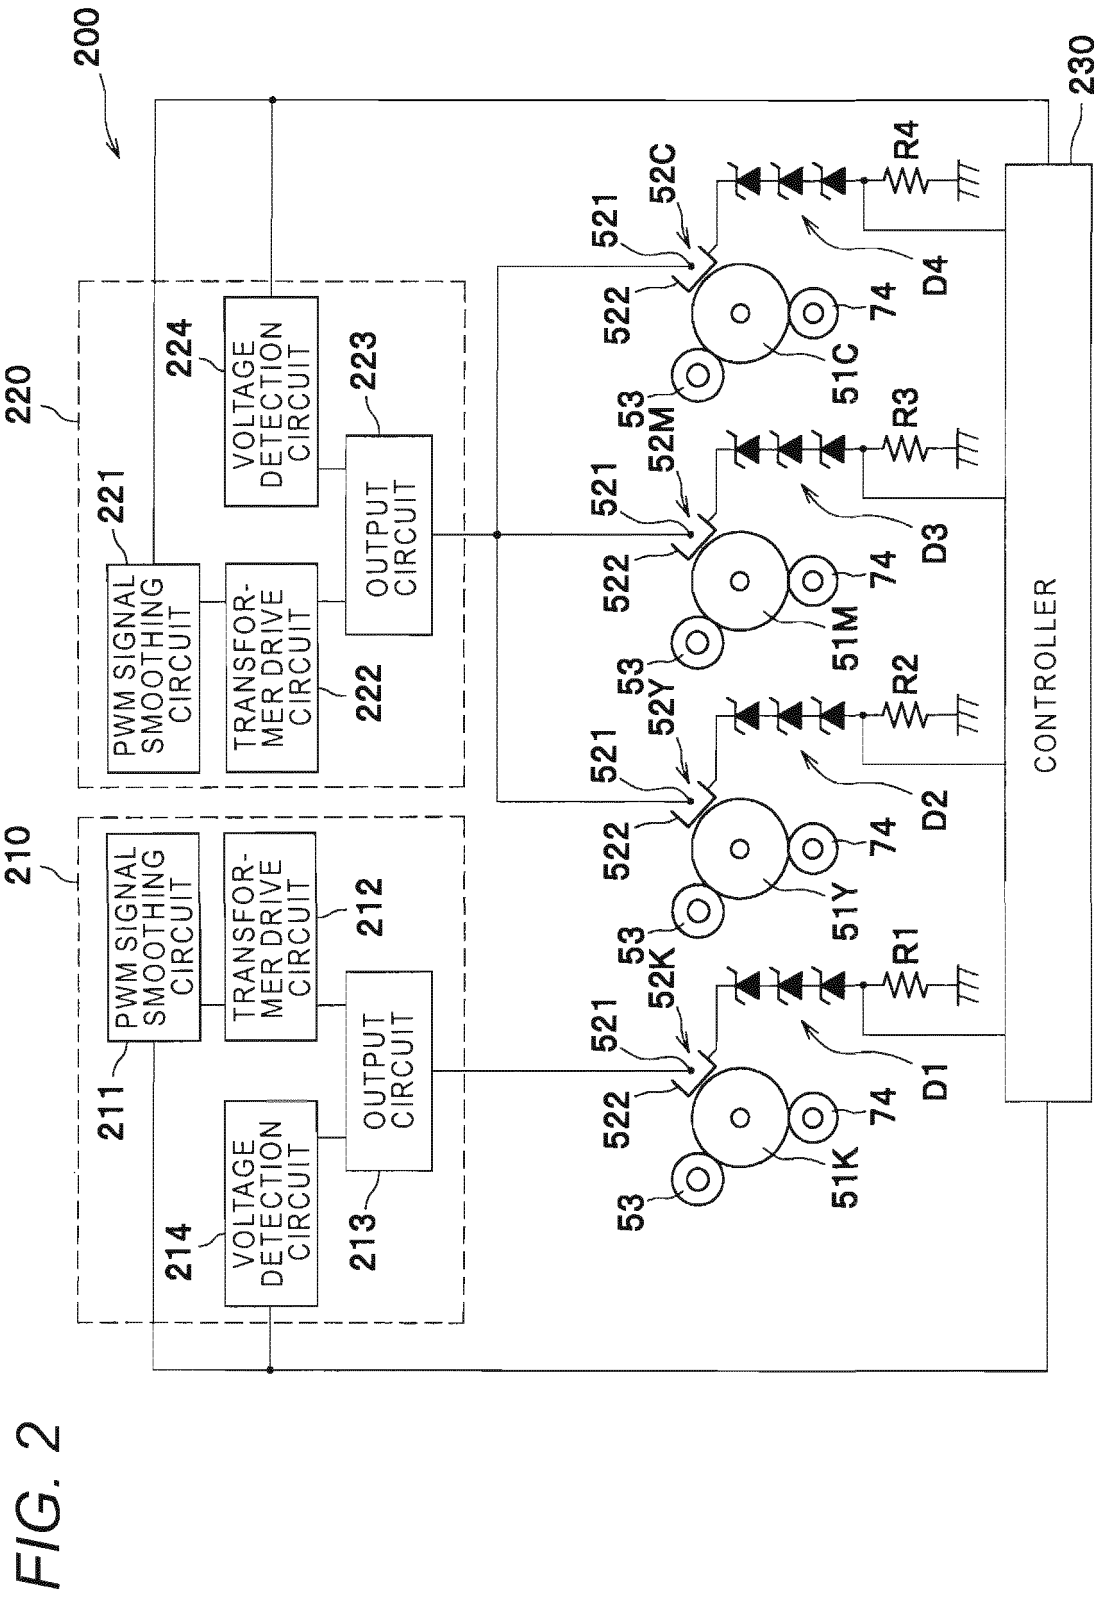 FIG. 2
200
210
220
211
PWM SIGNAL
SMOOTHING
CIRCUIT
221
PWM SIGNAL
SMOOTHING
CIRCUIT
214
VOLTAGE
DETECTION
CIRCUIT
TRANSFOR-
MER DRIVE
CIRCUIT
212
TRANSFOR-
MER DRIVE
CIRCUIT
222
224
VOLTAGE
DETECTION
CIRCUIT
213
OUTPUT
CIRCUIT
OUTPUT
CIRCUIT
223
53
522
521
52K
53
522
521
52Y
53
522
521
52M
53
522
521
52C
51K
74
D1
R1
51Y
74
D2
R2
51M
74
D3
R3
51C
74
D4
R4
CONTROLLER
230